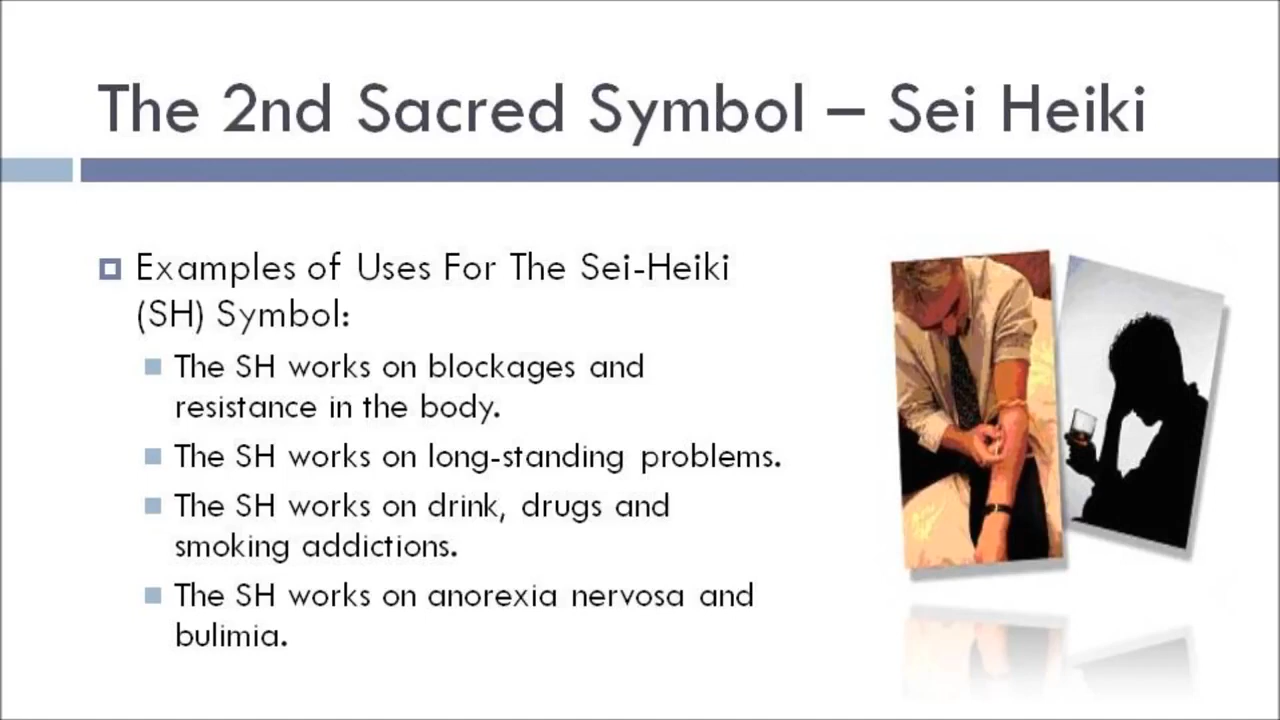 The 2nd Sacred Symbol – Sei Heiki
Examples of Uses For The Sei-Heiki
(SH) Symbol:
The SH works on blockages and
resistance in the body.
The SH works on long-standing problems.
The SH works on drink, drugs and
smoking addictions.
The SH works on anorexia nervosa and
bulimia.